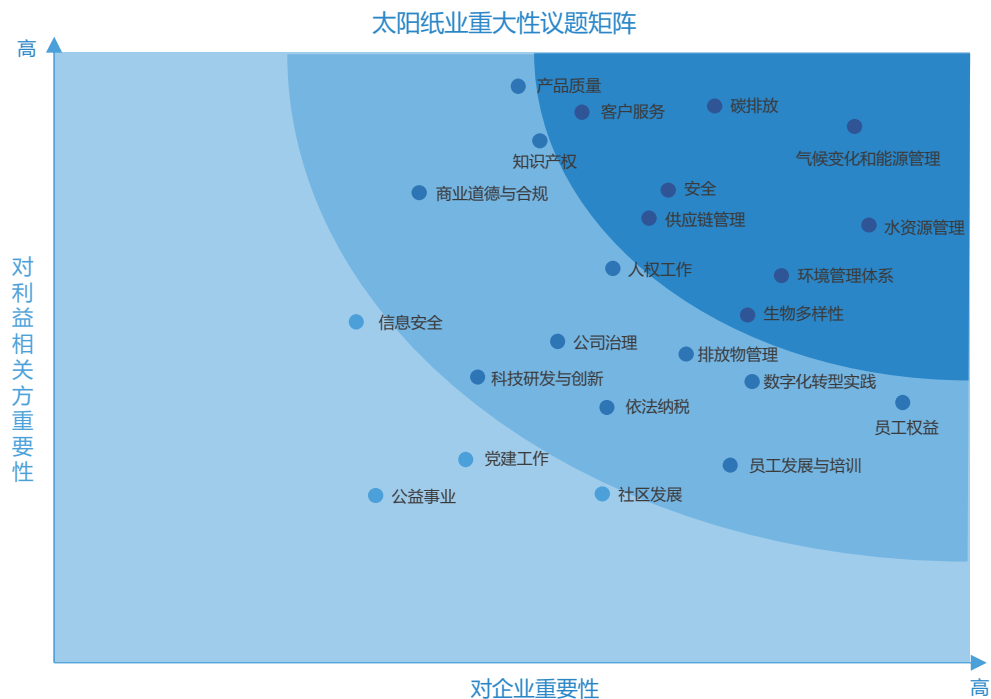 太阳纸业重大性议题矩阵
高
产品质量
客户服务
碳排放
知识产权
气候变化和能源管理
商业道德与合规
安全
供应链管理
水资源管理
人权工作
环境管理体系
对利益相关方重要性
信息安全
生物多样性
公司治理
排放物管理
科技研发与创新
数字化转型实践
依法纳税
员工权益
党建工作
员工发展与培训
公益事业
社区发展
对企业重要性
高